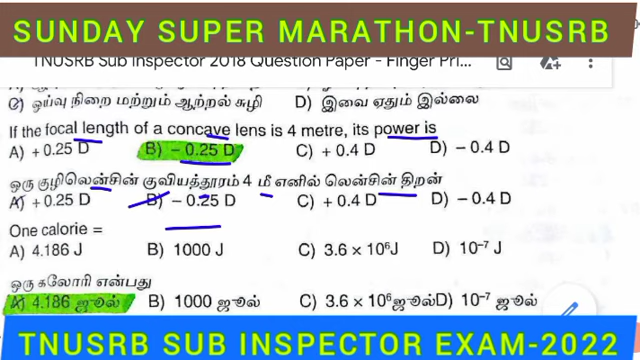 SUNDAY SUPER MARATHON-TNUSRB
TNUSRB Sub Inspector 2018 Question Paper - Finger Pri...
C) ஓய்வு நிறை மற்றும் ஆற்றல் சுழி D) இவை ஏதும் இல்லை
If the focal length of a concave lens is 4 metre, its power is
A) + 0.25 D B) – 0.25 D C) + 0.4 D D) – 0.4 D
ஒரு குழிலென்சின் குவியத்தூரம் 4 மீ எனில் லென்சின் திறன்
A) + 0.25 D B) – 0.25 D C) + 0.4 D D) – 0.4 D
One calorie =
A) 4.186 J B) 1000 J C) 3.6 × 10⁶J D) 10⁻⁷ J
ஒரு கலோரி என்பது
A) 4.186 ஜூல் B) 1000 ஜூல் C) 3.6 × 10⁶ஜூல் D) 10⁻⁷ ஜூல்
TNUSRB SUB INSPECTOR EXAM-2022